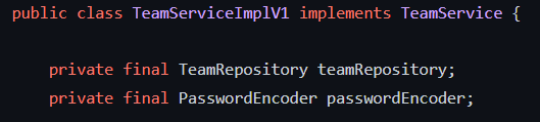 public class TeamServiceImplV1 implements TeamService {
private final TeamRepository teamRepository;
private final PasswordEncoder passwordEncoder;